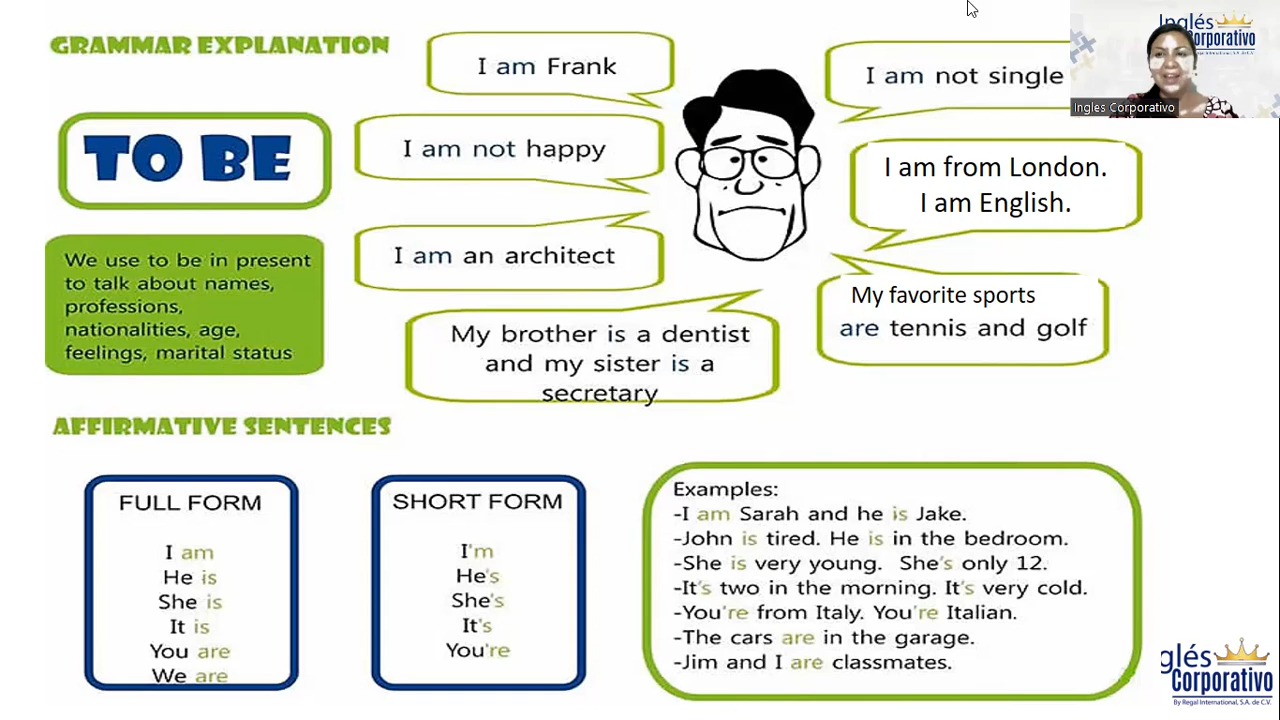 GRAMMAR EXPLANATION
TO BE
We use to be in present
to talk about names,
professions,
nationalities, age,
feelings, marital status
I am Frank
I am not happy
I am an architect
My brother is a dentist
and my sister is a
secretary
I am not single
I am from London.
I am English.
My favorite sports
are tennis and golf
Inglés
Corporativo
By Regal International, S.A. de C.V.
Ingles Corporativo
AFFIRMATIVE SENTENCES
FULL FORM
I am
He is
She is
It is
You are
We are
SHORT FORM
I'm
He's
She's
It's
You're
Examples:
-I am Sarah and he is Jake.
-John is tired. He is in the bedroom.
-She is very young. She's only 12.
-It's two in the morning. It's very cold.
-You're from Italy. You're Italian.
-The cars are in the garage.
-Jim and I are classmates.
glés
Corporativo
By Regal International, S.A. de C.V.